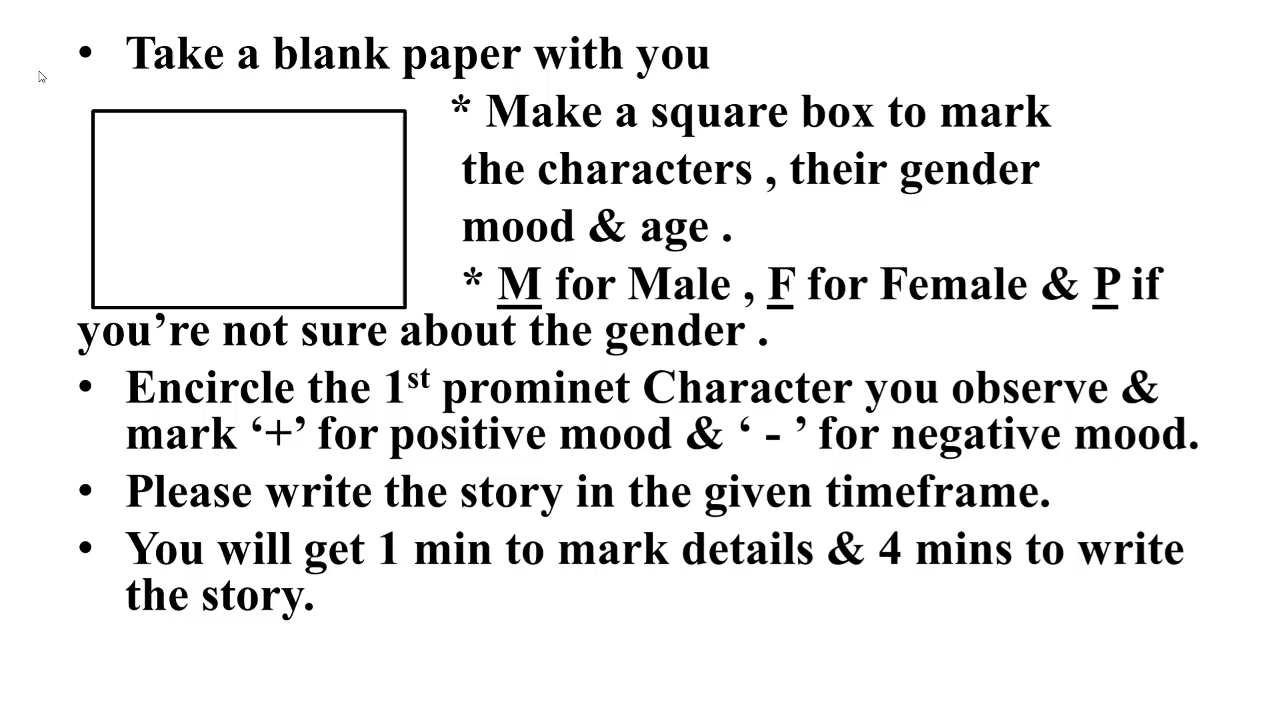 • Take a blank paper with you
* Make a square box to mark
the characters , their gender
mood & age .
* M for Male , F for Female & P if
you’re not sure about the gender .
• Encircle the 1st prominet Character you observe &
mark ‘+’ for positive mood & ‘ - ’ for negative mood.
• Please write the story in the given timeframe.
• You will get 1 min to mark details & 4 mins to write
the story.